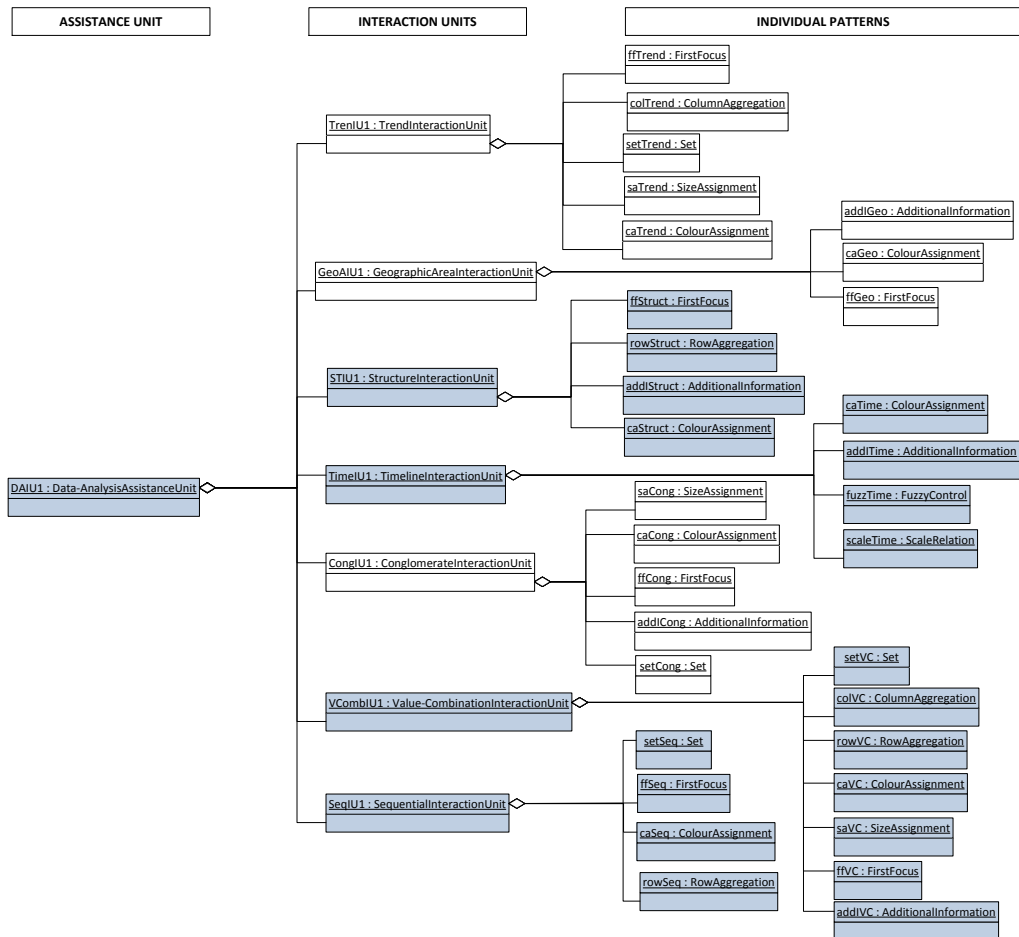 ASSISTANCE UNIT
INTERACTION UNITS
INDIVIDUAL PATTERNS
ffTrend : FirstFocus
colTrend : ColumnAggregation
TrenIU1 : TrendInteractionUnit
setTrend : Set
saTrend : SizeAssignment
caTrend : ColourAssignment
addIGeo : AdditionalInformation
caGeo : ColourAssignment
GeoAIU1 : GeographicAreaInteractionUnit
ffGeo : FirstFocus
ffStruct : FirstFocus
rowStruct : RowAggregation
STIU1 : StructureInteractionUnit
addIStruct : AdditionalInformation
caStruct : ColourAssignment
caTime : ColourAssignment
addITime : AdditionalInformation
TimeIU1 : TimelineInteractionUnit
fuzzTime : FuzzyControl
scaleTime : ScaleRelation
DAIU1 : Data-AnalysisAssistanceUnit
saCong : SizeAssignment
caCong : ColourAssignment
CongIU1 : ConglomerateInteractionUnit
ffCong : FirstFocus
addICong : AdditionalInformation
setCong : Set
setVC : Set
colVC : ColumnAggregation
VCombIU1 : Value-CombinationInteractionUnit
rowVC : RowAggregation
caVC : ColourAssignment
saVC : SizeAssignment
ffVC : FirstFocus
addIVC : AdditionalInformation
setSeq : Set
ffSeq : FirstFocus
SeqIU1 : SequentialInteractionUnit
caSeq : ColourAssignment
rowSeq : RowAggregation